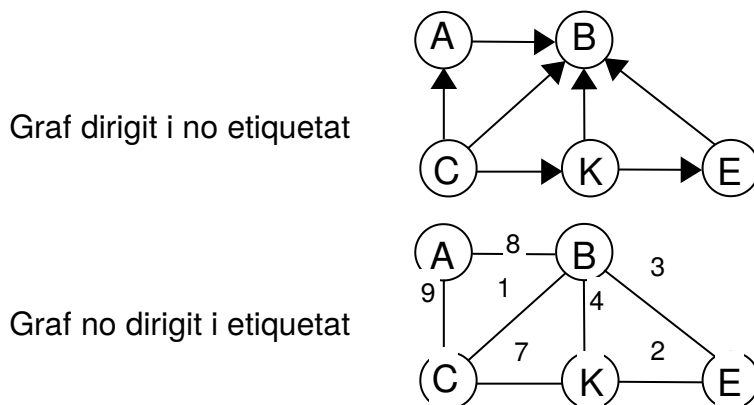 A B
Graf dirigit i no etiquetat
C K E
A 8 B
9 1 4 3
Graf no dirigit i etiquetat
7 2
C K E